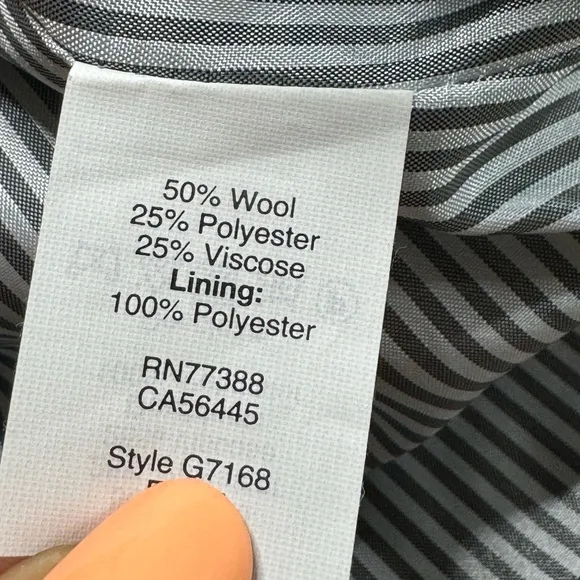 50% Wool
25% Polyester
25% Viscose
Lining:
100% Polyester
RN77388
CA56445
Style G7168